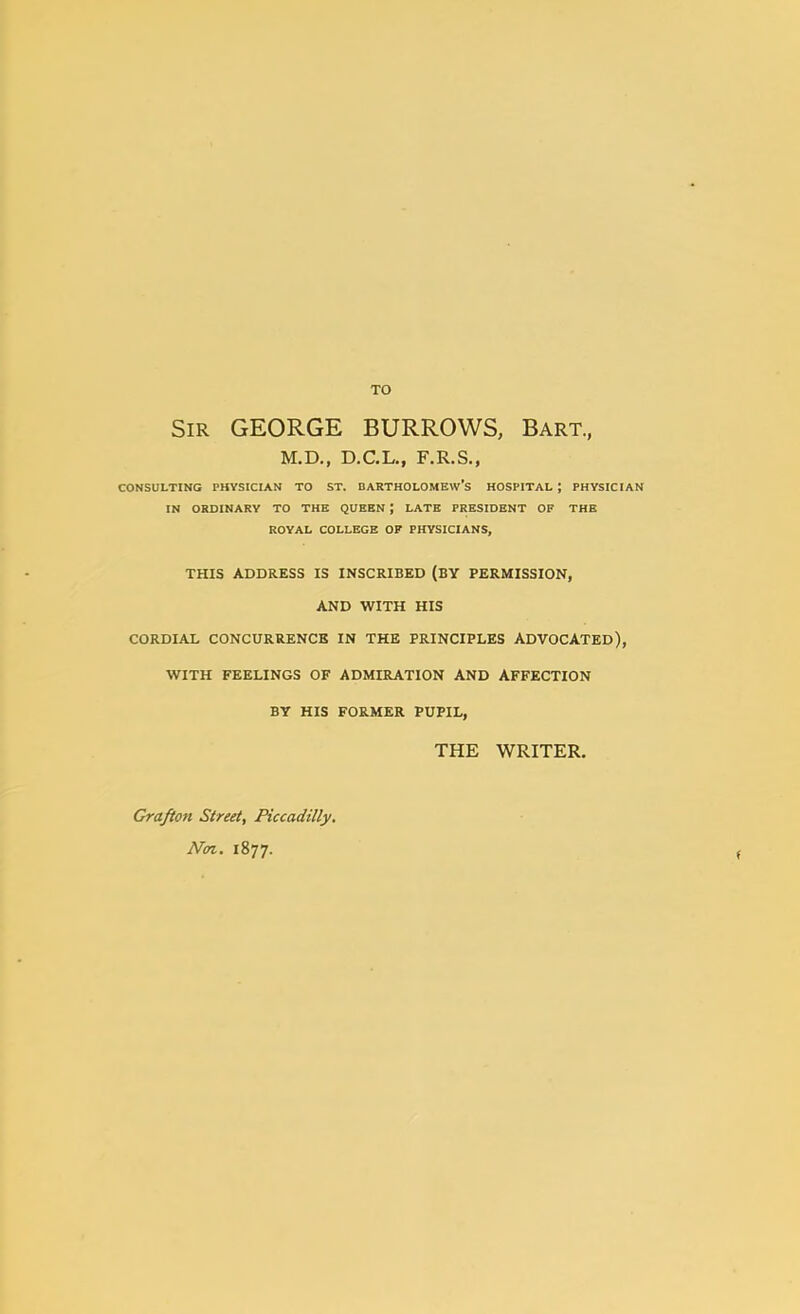 TO
SIR GEORGE BURROWS, BART.,
M.D., D.C.L., F.R.S.,
CONSULTING PHYSICIAN TO ST. BARTHOLOMEW'S HOSPITAL; PHYSICIAN
IN ORDINARY TO THE QUEEN; LATE PRESIDENT OF THE
ROYAL COLLEGE OF PHYSICIANS,
THIS ADDRESS IS INSCRIBED (BY PERMISSION,
AND WITH HIS
CORDIAL CONCURRENCE IN THE PRINCIPLES ADVOCATED),
WITH FEELINGS OF ADMIRATION AND AFFECTION
BY HIS FORMER PUPIL,
THE WRITER.
Grafton Street, Piccadilly.
Nov. 1877.